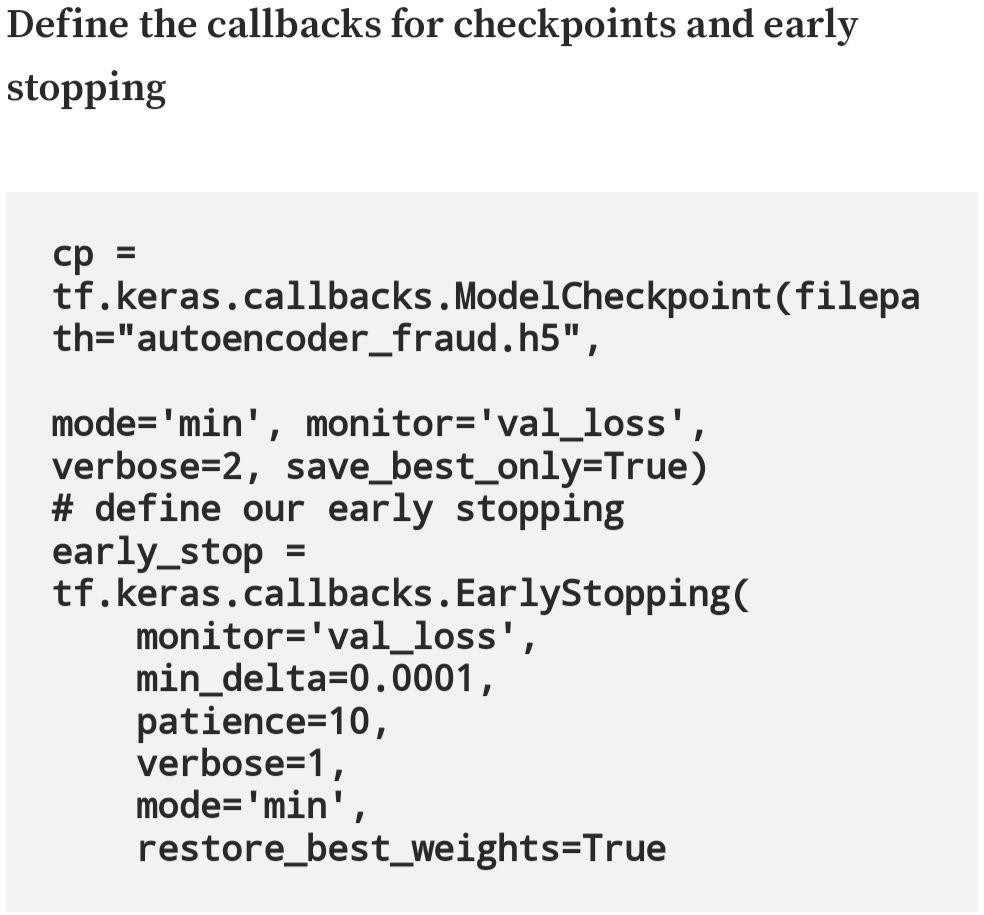 Define the callbacks for checkpoints and early
stopping
cp =
tf.keras.callbacks.ModelCheckpoint(filepa
th="autoencoder_fraud.h5",
mode='min', monitor='val_loss',
verbose=2, save_best_only=True)
# define our early stopping
early_stop =
tf.keras.callbacks.EarlyStopping(
    monitor='val_loss',
    min_delta=0.0001,
    patience=10,
    verbose=1,
    mode='min',
    restore_best_weights=True